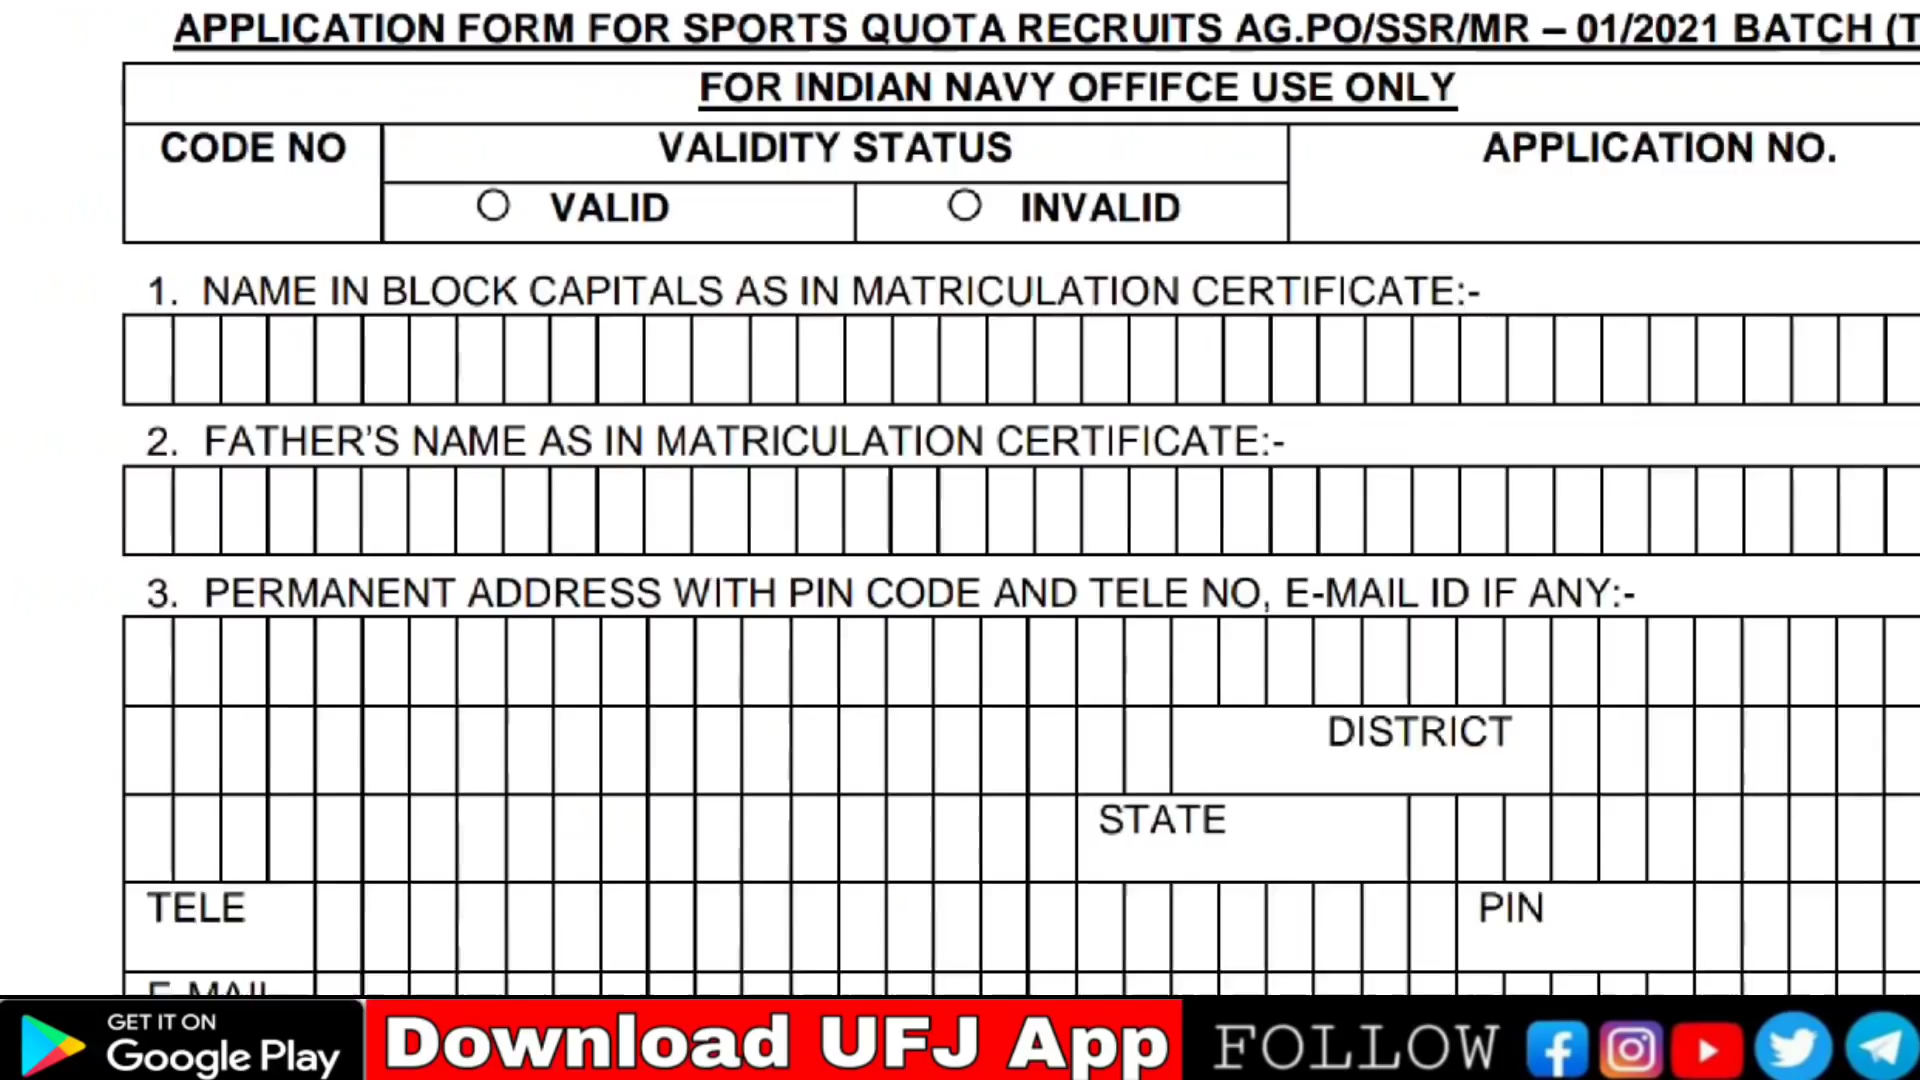 APPLICATION FORM FOR SPORTS QUOTA RECRUITS AG.PO/SSR/MR – 01/2021 BATCH (T
FOR INDIAN NAVY OFFIFCE USE ONLY
CODE NO
VALIDITY STATUS
APPLICATION NO.
VALID
INVALID
1. NAME IN BLOCK CAPITALS AS IN MATRICULATION CERTIFICATE:-
2. FATHER’S NAME AS IN MATRICULATION CERTIFICATE:-
3. PERMANENT ADDRESS WITH PIN CODE AND TELE NO, E-MAIL ID IF ANY:-
DISTRICT
STATE
TELE
PIN
E-MAIL
GET IT ON
Google Play
Download UFJ App
FOLLOW